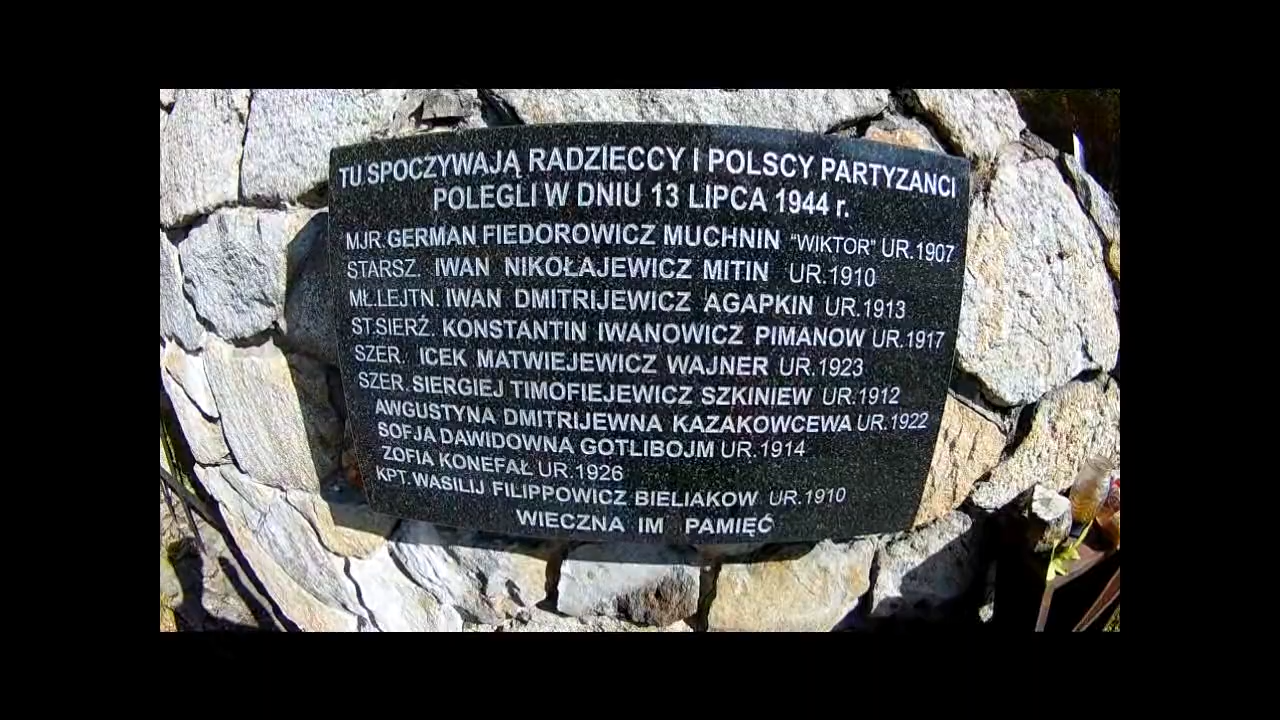 TU SPOCZYWAJĄ RADZIECCY I POLSCY PARTYZANCI
POLEGLI W DNIU 13 LIPCA 1944 r.
MJR. GERMAN FIEDOROWICZ MUCHNIN "WIKTOR" UR.1907
STARSZ. IWAN NIKOŁAJEWICZ MITIN UR.1910
MŁ.LEJTN. IWAN DMITRIJEWICZ AGAPKIN UR.1913
ST.SIERŻ. KONSTANTIN IWANOWICZ PIMANOW UR.1917
SZER. ICEK MATWIEJEWICZ WAJNER UR.1923
SZER. SIERGIEJ TIMOFIEJEWICZ SZKINIEW UR.1912
AWGUSTYNA DMITRIJEWNA KAZAKOWCEWA UR.1922
SOFJA DAWIDOWNA GOTLIBOJM UR.1914
ZOFIA KONEFAŁ UR.1926
KPT. WASILIJ FILIPPOWICZ BIELIAKOW UR.1910
WIECZNA IM PAMIĘĆ